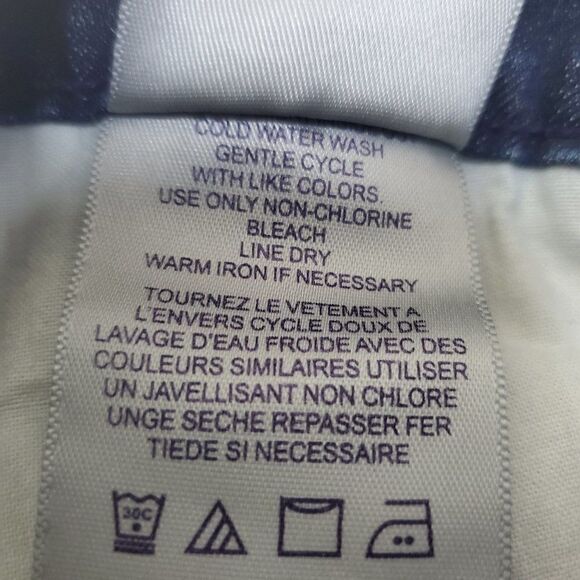 COLD WATER WASH
GENTLE CYCLE
WITH LIKE COLORS.
USE ONLY NON-CHLORINE
BLEACH
LINE DRY
WARM IRON IF NECESSARY
TOURNEZ LE VETEMENT A
L'ENVERS CYCLE DOUX DE
LAVAGE D'EAU FROIDE AVEC DES
COULEURS SIMILAIRES UTILISER
UN JAVELLISANT NON CHLORE
UNGE SECHE REPASSER FER
TIEDE SI NECESSAIRE
30C